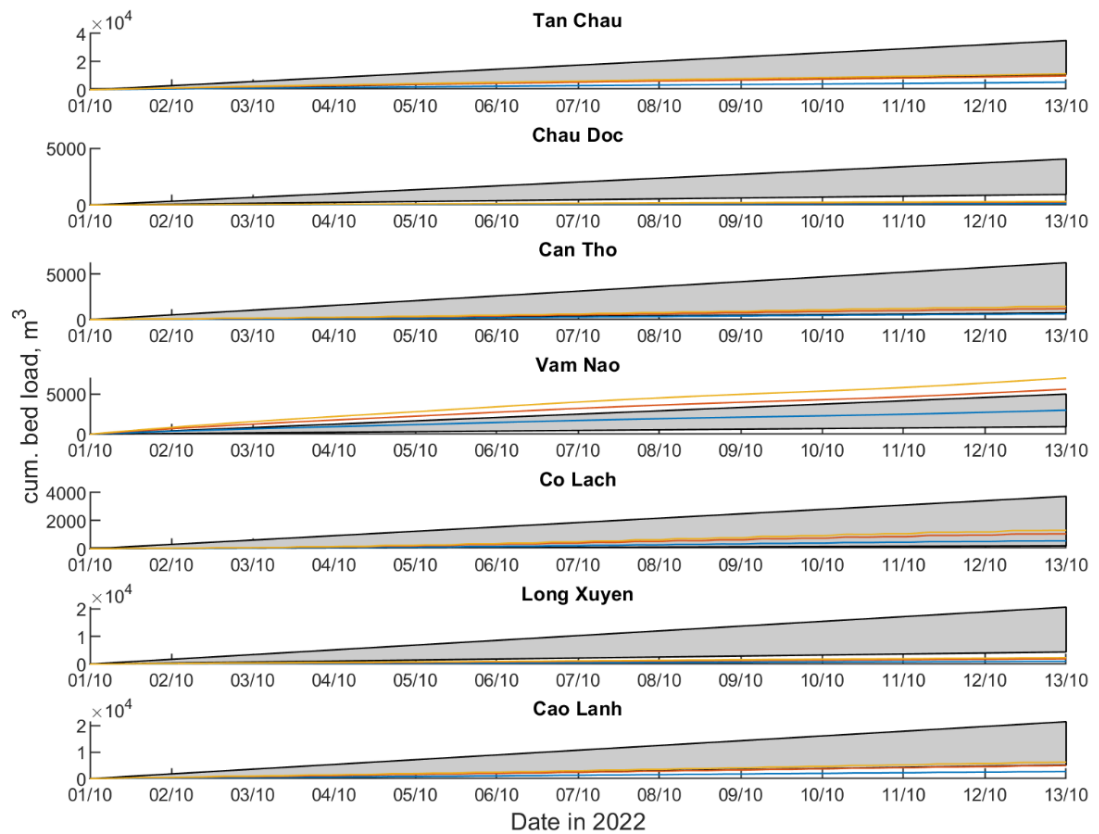 Tan Chau
×10⁴
4
2
0
01/10 02/10 03/10 04/10 05/10 06/10 07/10 08/10 09/10 10/10 11/10 12/10 13/10
Chau Doc
5000
0
01/10 02/10 03/10 04/10 05/10 06/10 07/10 08/10 09/10 10/10 11/10 12/10 13/10
Can Tho
5000
0
01/10 02/10 03/10 04/10 05/10 06/10 07/10 08/10 09/10 10/10 11/10 12/10 13/10
cum. bed load, m³
Vam Nao
5000
0
01/10 02/10 03/10 04/10 05/10 06/10 07/10 08/10 09/10 10/10 11/10 12/10 13/10
Co Lach
4000
2000
0
01/10 02/10 03/10 04/10 05/10 06/10 07/10 08/10 09/10 10/10 11/10 12/10 13/10
Long Xuyen
×10⁴
2
1
0
01/10 02/10 03/10 04/10 05/10 06/10 07/10 08/10 09/10 10/10 11/10 12/10 13/10
Cao Lanh
×10⁴
2
1
0
01/10 02/10 03/10 04/10 05/10 06/10 07/10 08/10 09/10 10/10 11/10 12/10 13/10
Date in 2022